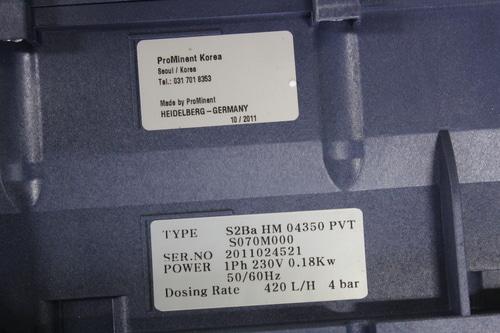 ProMinent Korea
Seoul / Korea
Tel.: 031 701 8353
Made by ProMinent
HEIDELBERG-GERMANY
10 / 2011
TYPE S2Ba HM 04350 PVT
S070M000
SER.NO 2011024521
POWER 1Ph 230V 0.18Kw
50/60Hz
Dosing Rate 420 L/H 4 bar